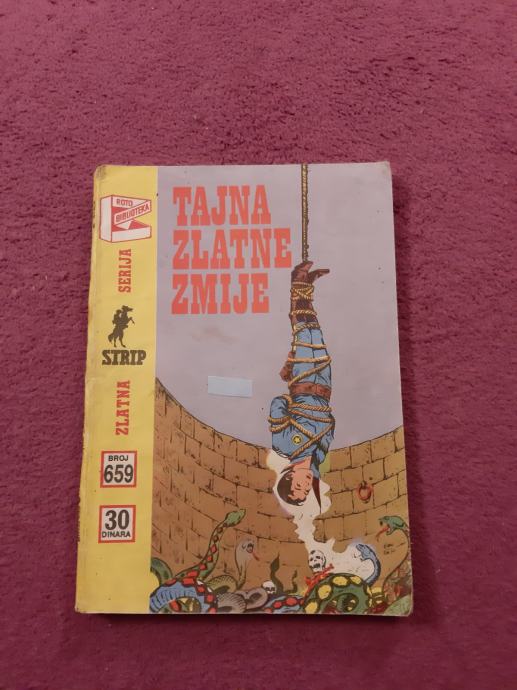 ROTO
BIBLIOTEKA
ZLATNA SERIJA
STRIP
BROJ
659
30
DINARA
TAJNA
ZLATNE
ZMIJE